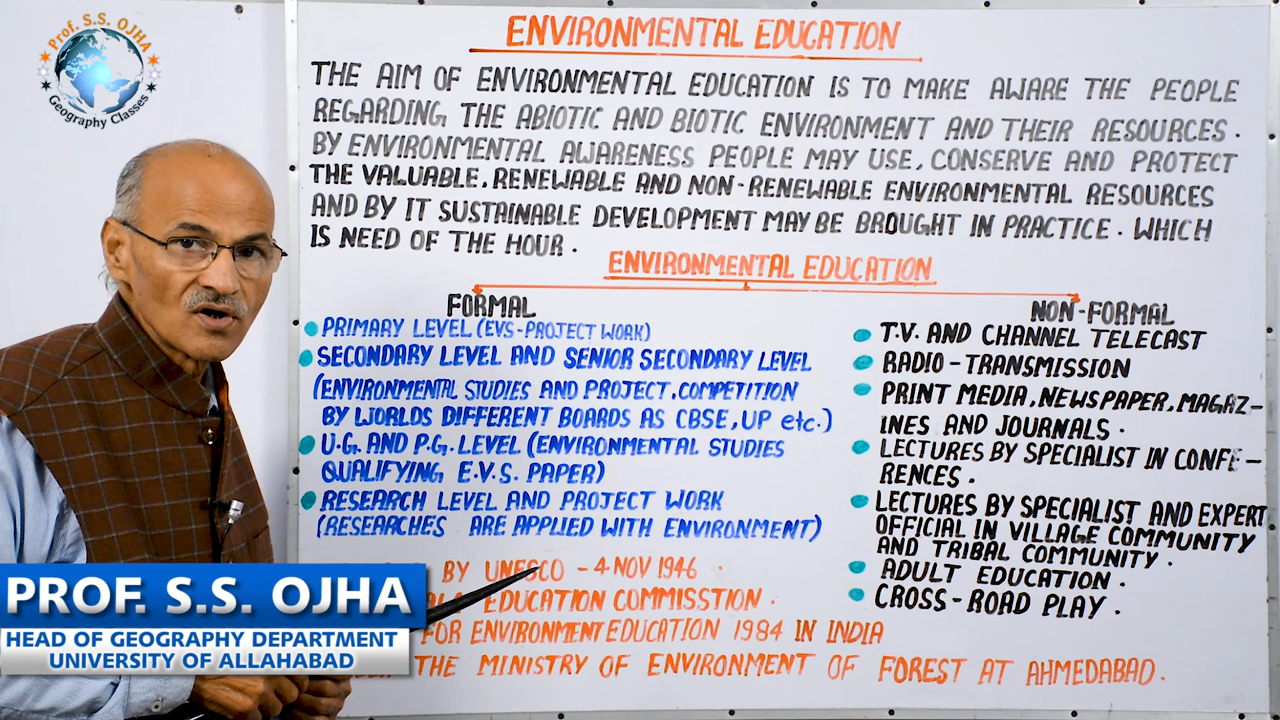 Prof. S.S. OJHA
Geography Classes
ENVIRONMENTAL EDUCATION
THE AIM OF ENVIRONMENTAL EDUCATION IS TO MAKE AWARE THE PEOPLE
REGARDING THE ABIOTIC AND BIOTIC ENVIRONMENT AND THEIR RESOURCES.
BY ENVIRONMENTAL AWARENESS PEOPLE MAY USE, CONSERVE AND PROTECT
THE VALUABLE, RENEWABLE AND NON-RENEWABLE ENVIRONMENTAL RESOURCES
AND BY IT SUSTAINABLE DEVELOPMENT MAY BE BROUGHT IN PRACTICE. WHICH
IS NEED OF THE HOUR.
ENVIRONMENTAL EDUCATION
FORMAL
PRIMARY LEVEL (EVS-PROJECT WORK)
SECONDARY LEVEL AND SENIOR SECONDARY LEVEL
(ENVIRONMENTAL STUDIES AND PROJECT, COMPETITION
BY WORLDS DIFFERENT BOARDS AS CBSE, UP etc.)
U.G. AND P.G. LEVEL (ENVIRONMENTAL STUDIES
QUALIFYING E.V.S. PAPER)
RESEARCH LEVEL AND PROJECT WORK
(RESEARCHES ARE APPLIED WITH ENVIRONMENT)
NON-FORMAL
T.V. AND CHANNEL TELECAST
RADIO-TRANSMISSION
PRINT MEDIA, NEWSPAPER, MAGAZ-
INES AND JOURNALS.
LECTURES BY SPECIALIST IN CONFE-
RENCES.
LECTURES BY SPECIALIST AND EXPERT
OFFICIAL IN VILLAGE COMMUNITY
AND TRIBAL COMMUNITY.
ADULT EDUCATION.
CROSS-ROAD PLAY.
BY UNESCO - 4 NOV 1946.
EDUCATION COMMISSTION.
FOR ENVIRONMENT EDUCATION 1984 IN INDIA
THE MINISTRY OF ENVIRONMENT OF FOREST AT AHMEDABAD.
PROF. S.S. OJHA
HEAD OF GEOGRAPHY DEPARTMENT
UNIVERSITY OF ALLAHABAD